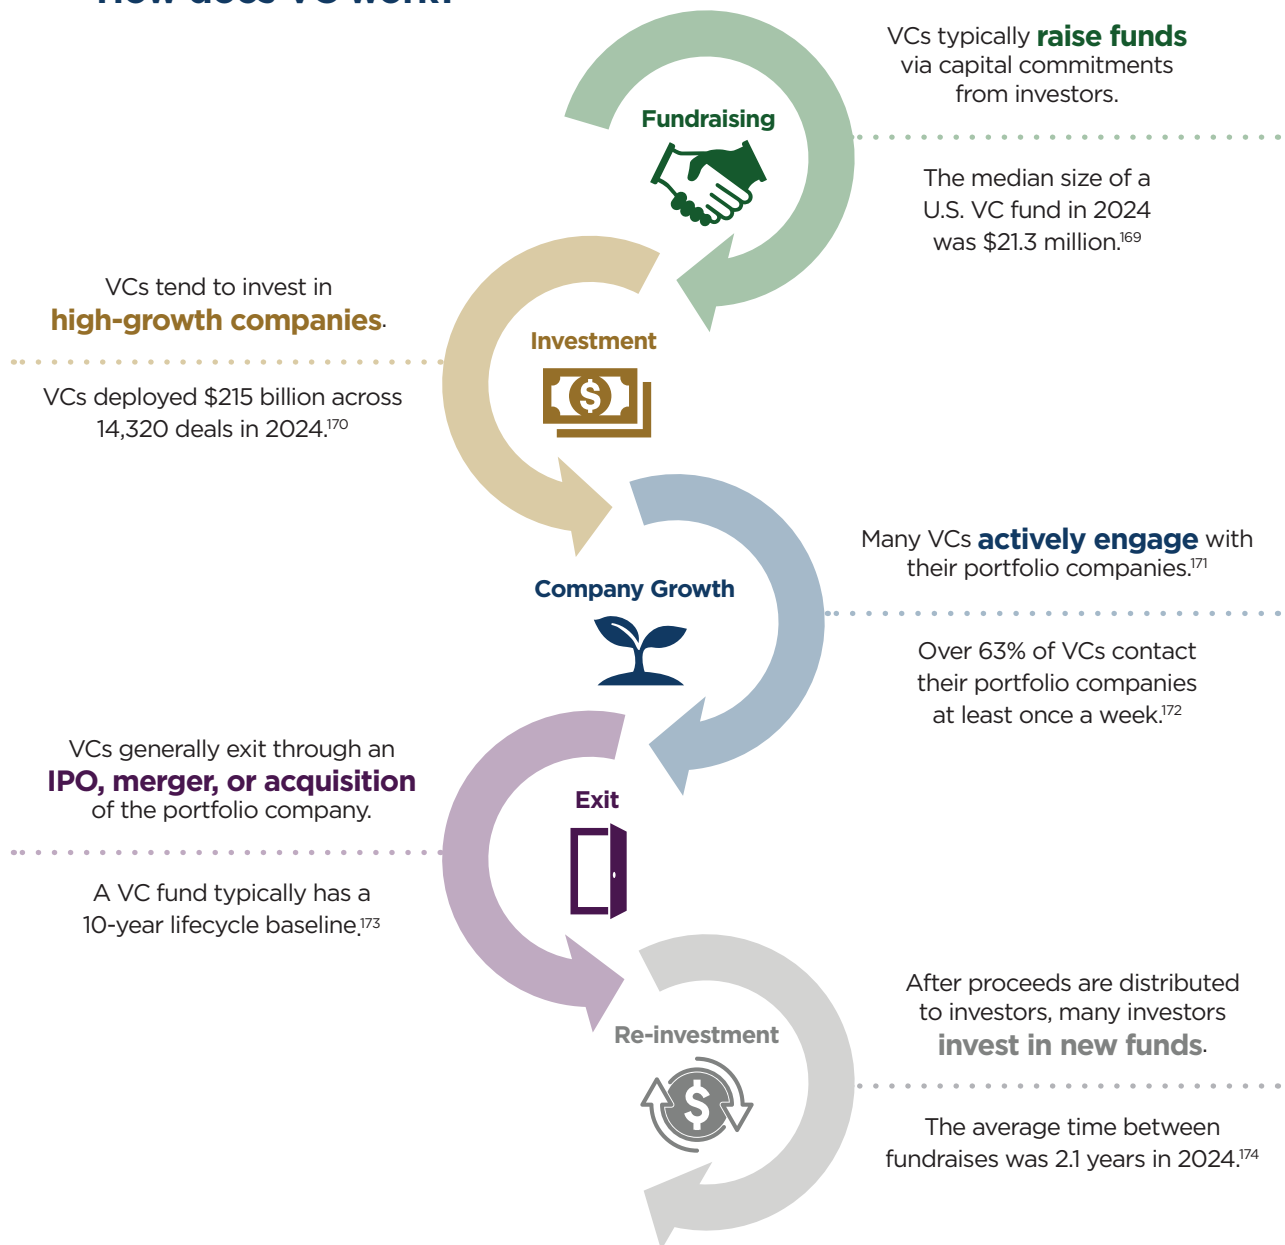 How does VC work?
VCs typically raise funds
via capital commitments
from investors.
Fundraising
The median size of a
U.S. VC fund in 2024
was $21.3 million.169
VCs tend to invest in
high-growth companies.
Investment
VCs deployed $215 billion across
14,320 deals in 2024.170
Many VCs actively engage with
their portfolio companies.171
Company Growth
Over 63% of VCs contact
their portfolio companies
at least once a week.172
VCs generally exit through an
IPO, merger, or acquisition
of the portfolio company.
Exit
A VC fund typically has a
10-year lifecycle baseline.173
After proceeds are distributed
to investors, many investors
invest in new funds.
Re-investment
The average time between
fundraises was 2.1 years in 2024.174